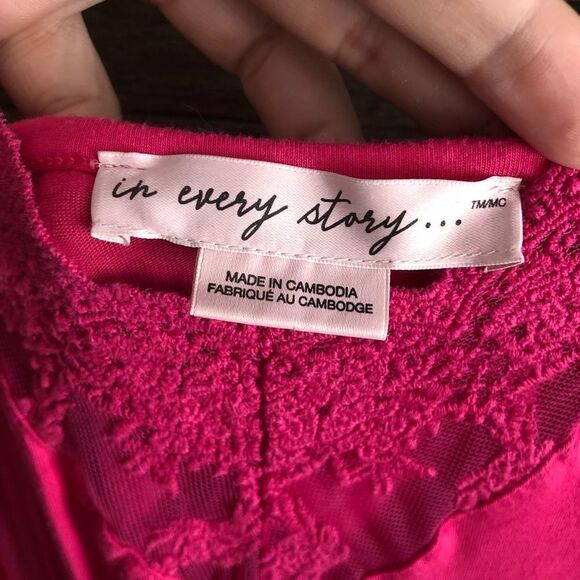 in every story... TM/MC
MADE IN CAMBODIA
FABRIQUÉ AU CAMBODGE